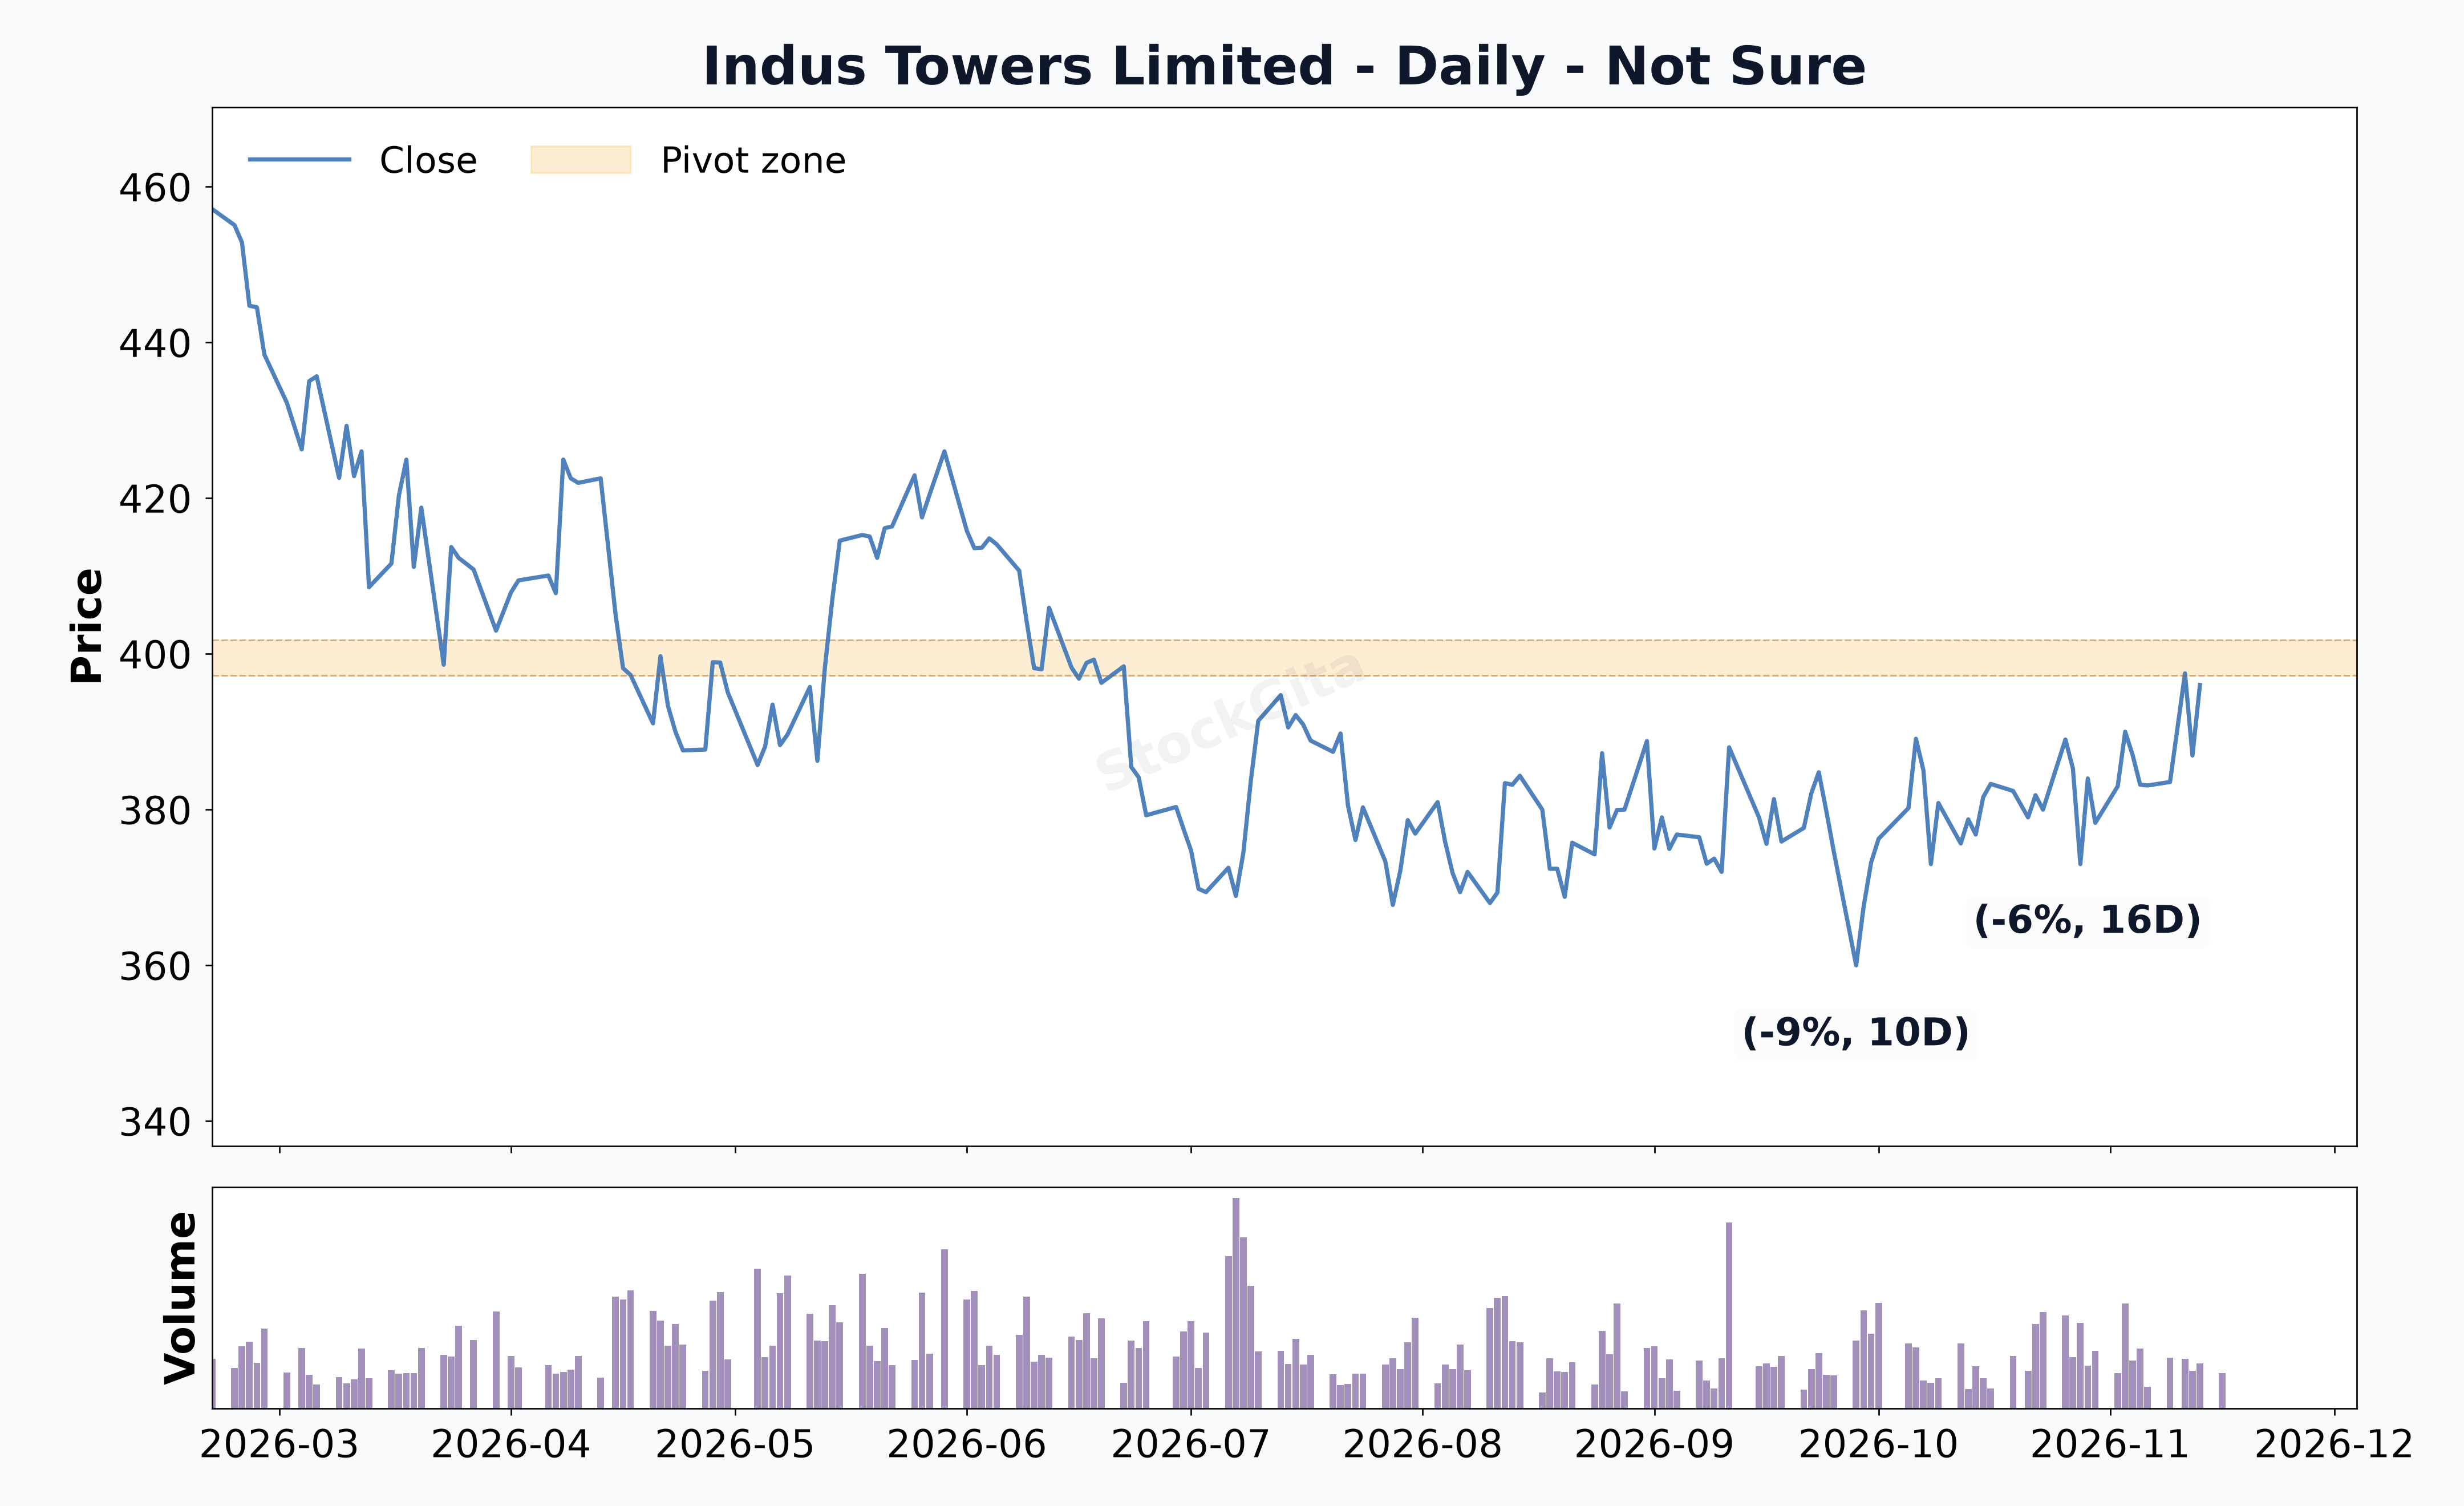 Indus Towers Limited - Daily - Not Sure
Close
Pivot zone
460
440
420
400
380
360
340
Price
StockGita
(-6%, 16D)
(-9%, 10D)
Volume
2026-03
2026-04
2026-05
2026-06
2026-07
2026-08
2026-09
2026-10
2026-11
2026-12